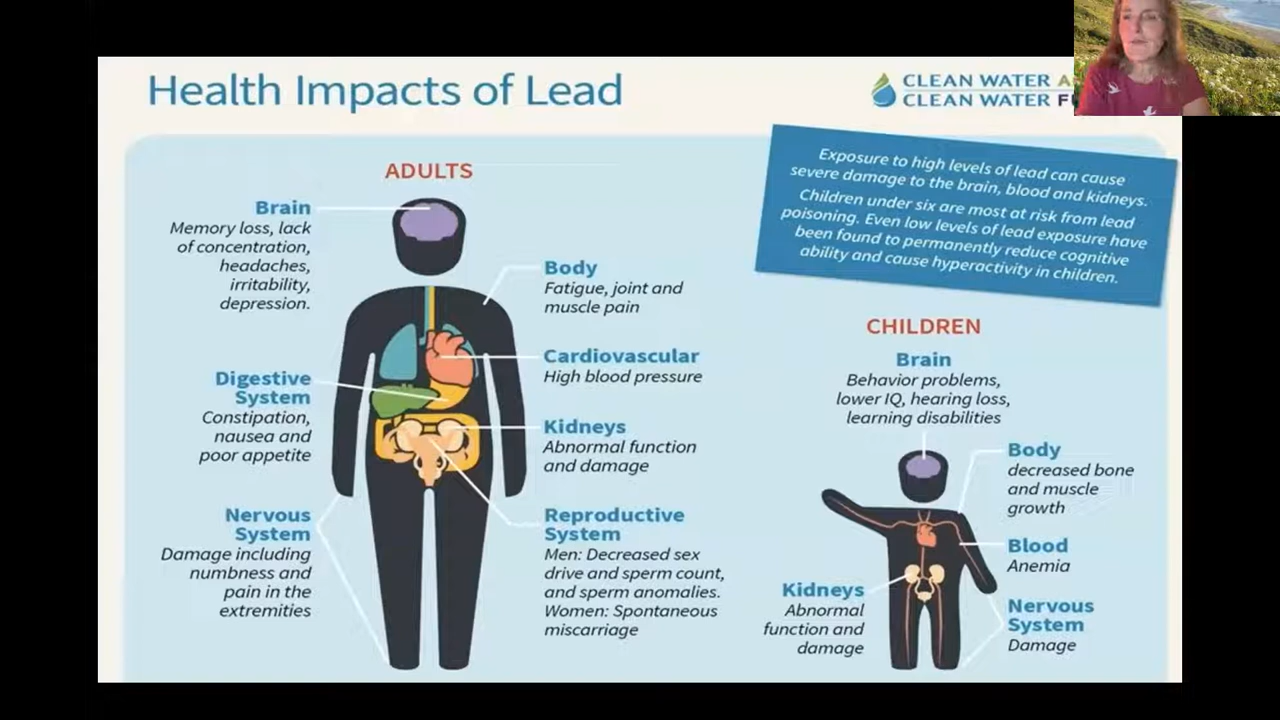 Health Impacts of Lead
CLEAN WATER
CLEAN WATER
ADULTS
Brain
Memory loss, lack
of concentration,
headaches,
irritability,
depression.
Digestive
System
Constipation,
nausea and
poor appetite
Nervous
System
Damage including
numbness and
pain in the
extremities
Body
Fatigue, joint and
muscle pain
Cardiovascular
High blood pressure
Kidneys
Abnormal function
and damage
Reproductive
System
Men: Decreased sex
drive and sperm count,
and sperm anomalies.
Women: Spontaneous
miscarriage
Exposure to high levels of lead can cause
severe damage to the brain, blood and kidneys.
Children under six are most at risk from lead
poisoning. Even low levels of lead exposure have
been found to permanently reduce cognitive
ability and cause hyperactivity in children.
CHILDREN
Brain
Behavior problems,
lower IQ, hearing loss,
learning disabilities
Body
decreased bone
and muscle
growth
Blood
Anemia
Kidneys
Abnormal
function and
damage
Nervous
System
Damage